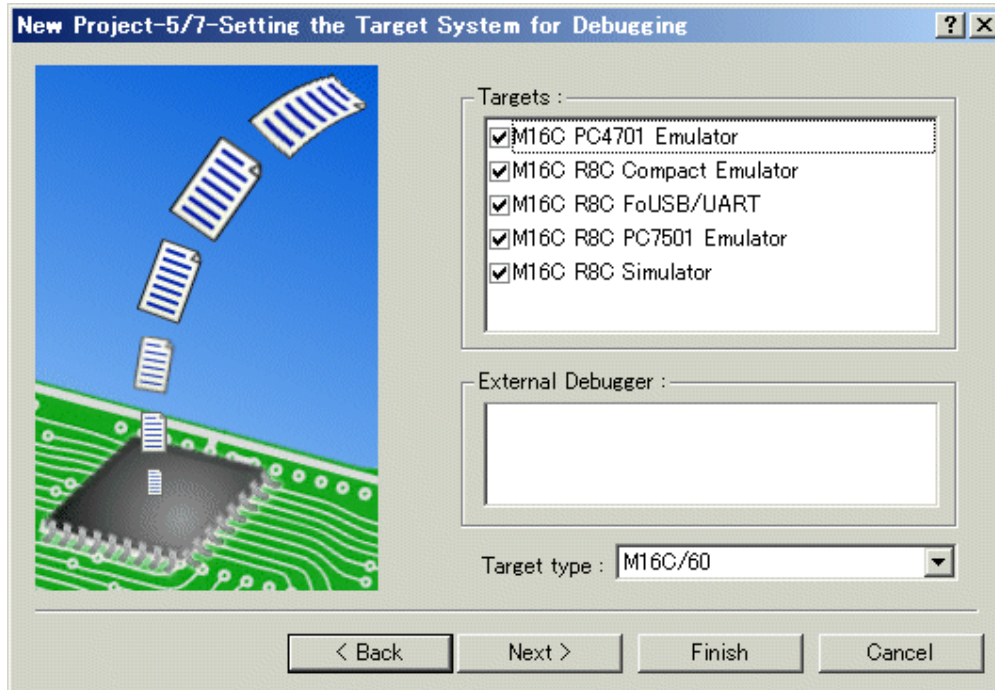 New Project-5/7-Setting the Target System for Debugging
Targets :
M16C PC4701 Emulator
M16C R8C Compact Emulator
M16C R8C FoUSB/UART
M16C R8C PC7501 Emulator
M16C R8C Simulator
External Debugger :
Target type : M16C/60
< Back Next > Finish Cancel